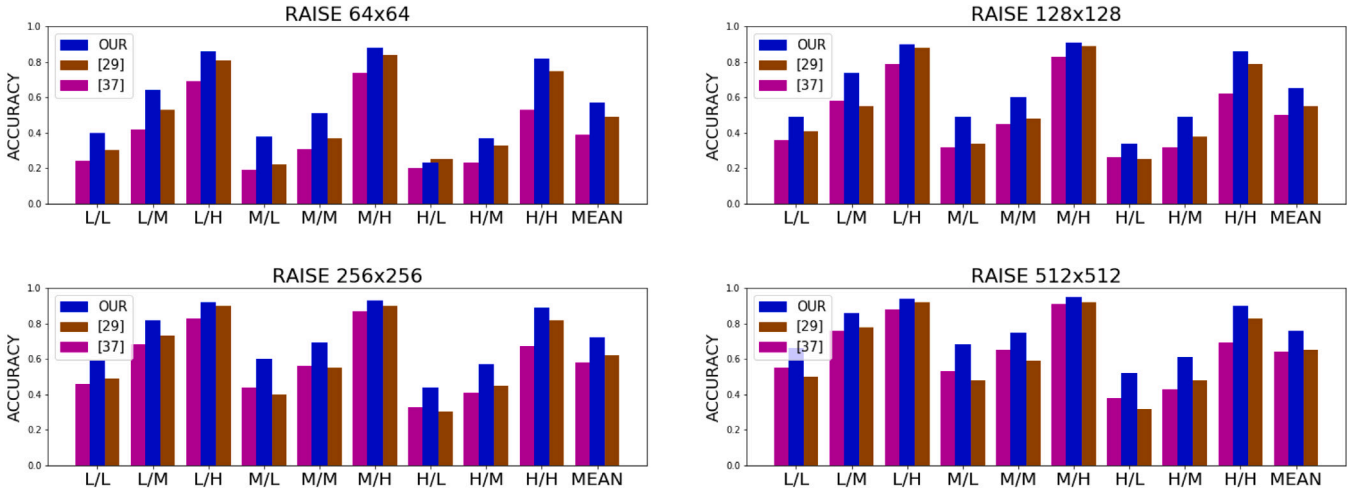 RAISE 64x64
ACCURACY
1.0
0.8
0.6
0.4
0.2
0.0
OUR
[29]
[37]
L/L L/M L/H M/L M/M M/H H/L H/M H/H MEAN
RAISE 128x128
ACCURACY
1.0
0.8
0.6
0.4
0.2
0.0
OUR
[29]
[37]
L/L L/M L/H M/L M/M M/H H/L H/M H/H MEAN
RAISE 256x256
ACCURACY
1.0
0.8
0.6
0.4
0.2
0.0
OUR
[29]
[37]
L/L L/M L/H M/L M/M M/H H/L H/M H/H MEAN
RAISE 512x512
ACCURACY
1.0
0.8
0.6
0.4
0.2
0.0
OUR
[29]
[37]
L/L L/M L/H M/L M/M M/H H/L H/M H/H MEAN